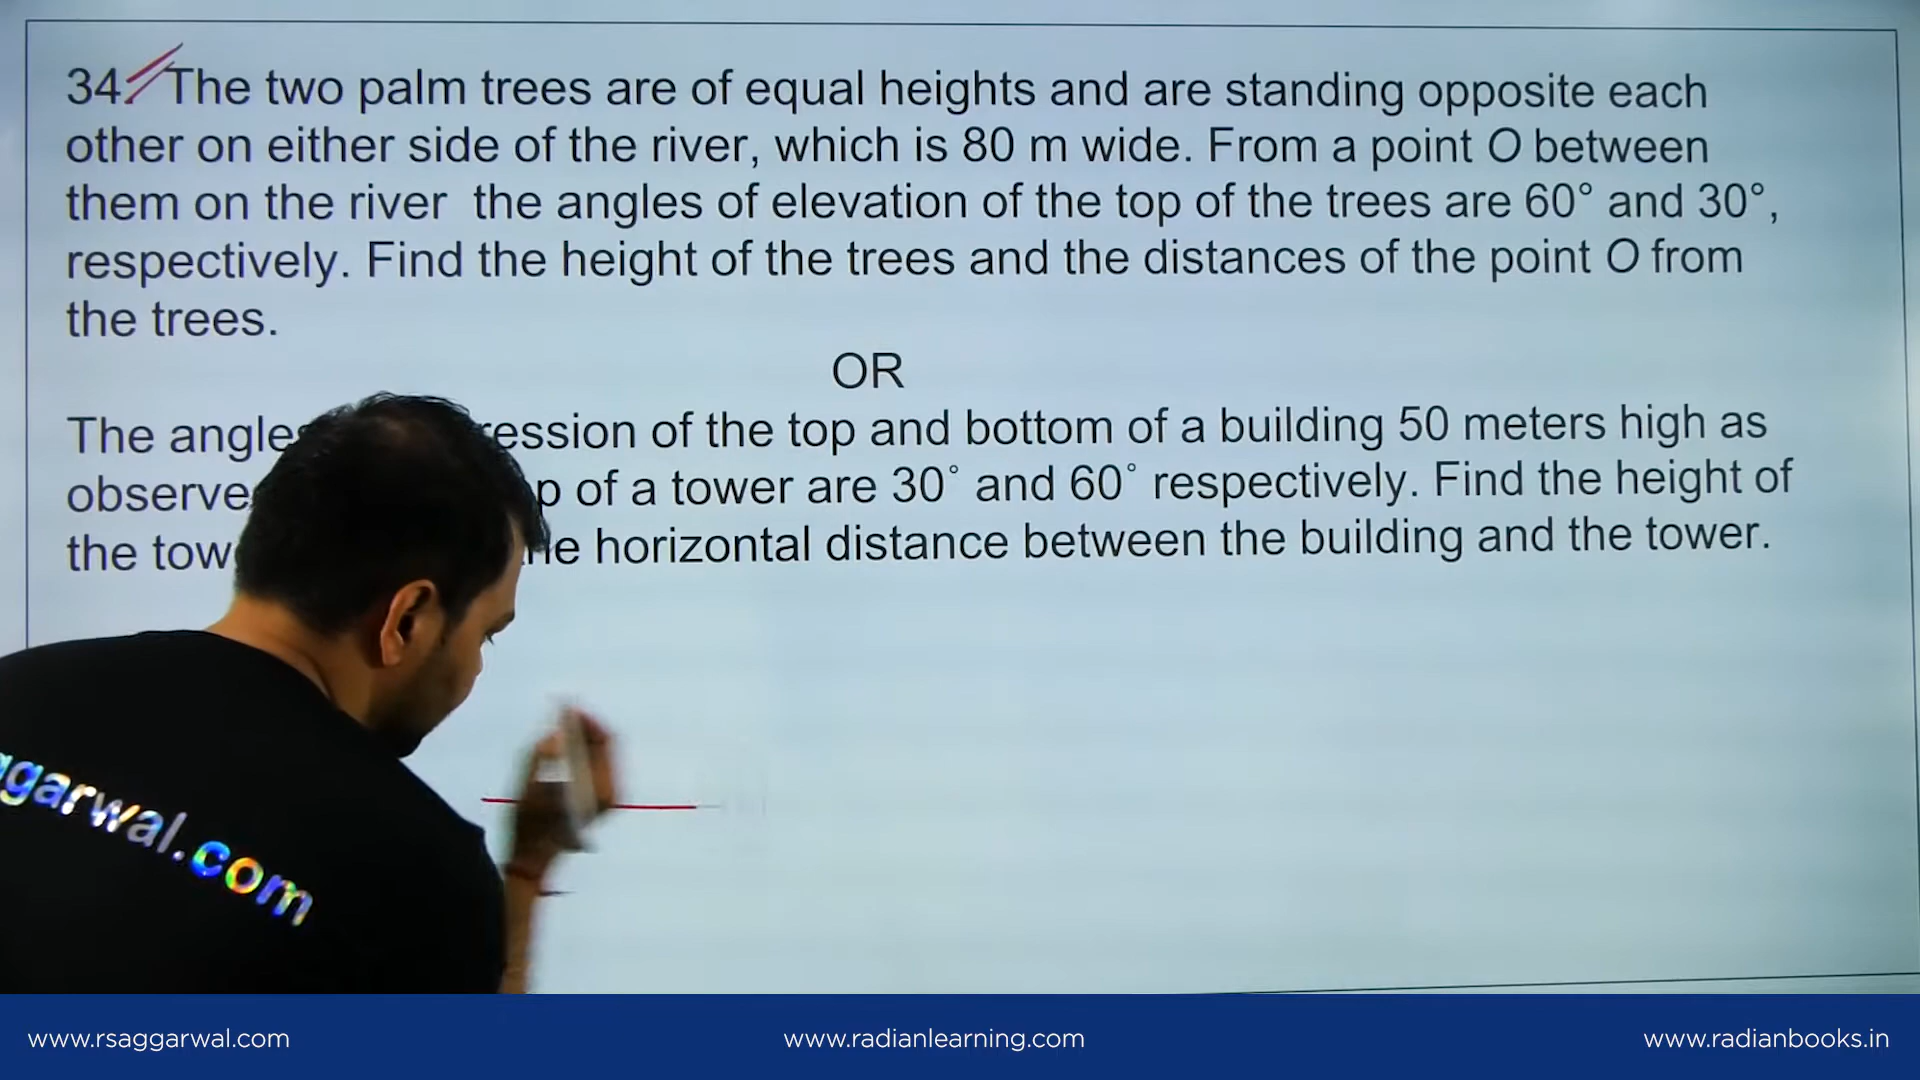 34. The two palm trees are of equal heights and are standing opposite each
other on either side of the river, which is 80 m wide. From a point O between
them on the river the angles of elevation of the top of the trees are 60° and 30°,
respectively. Find the height of the trees and the distances of the point O from
the trees.
OR
The angles ression of the top and bottom of a building 50 meters high as
observe p of a tower are 30° and 60° respectively. Find the height of
the tow he horizontal distance between the building and the tower.
ggarwal.com
www.rsaggarwal.com
www.radianlearning.com
www.radianbooks.in